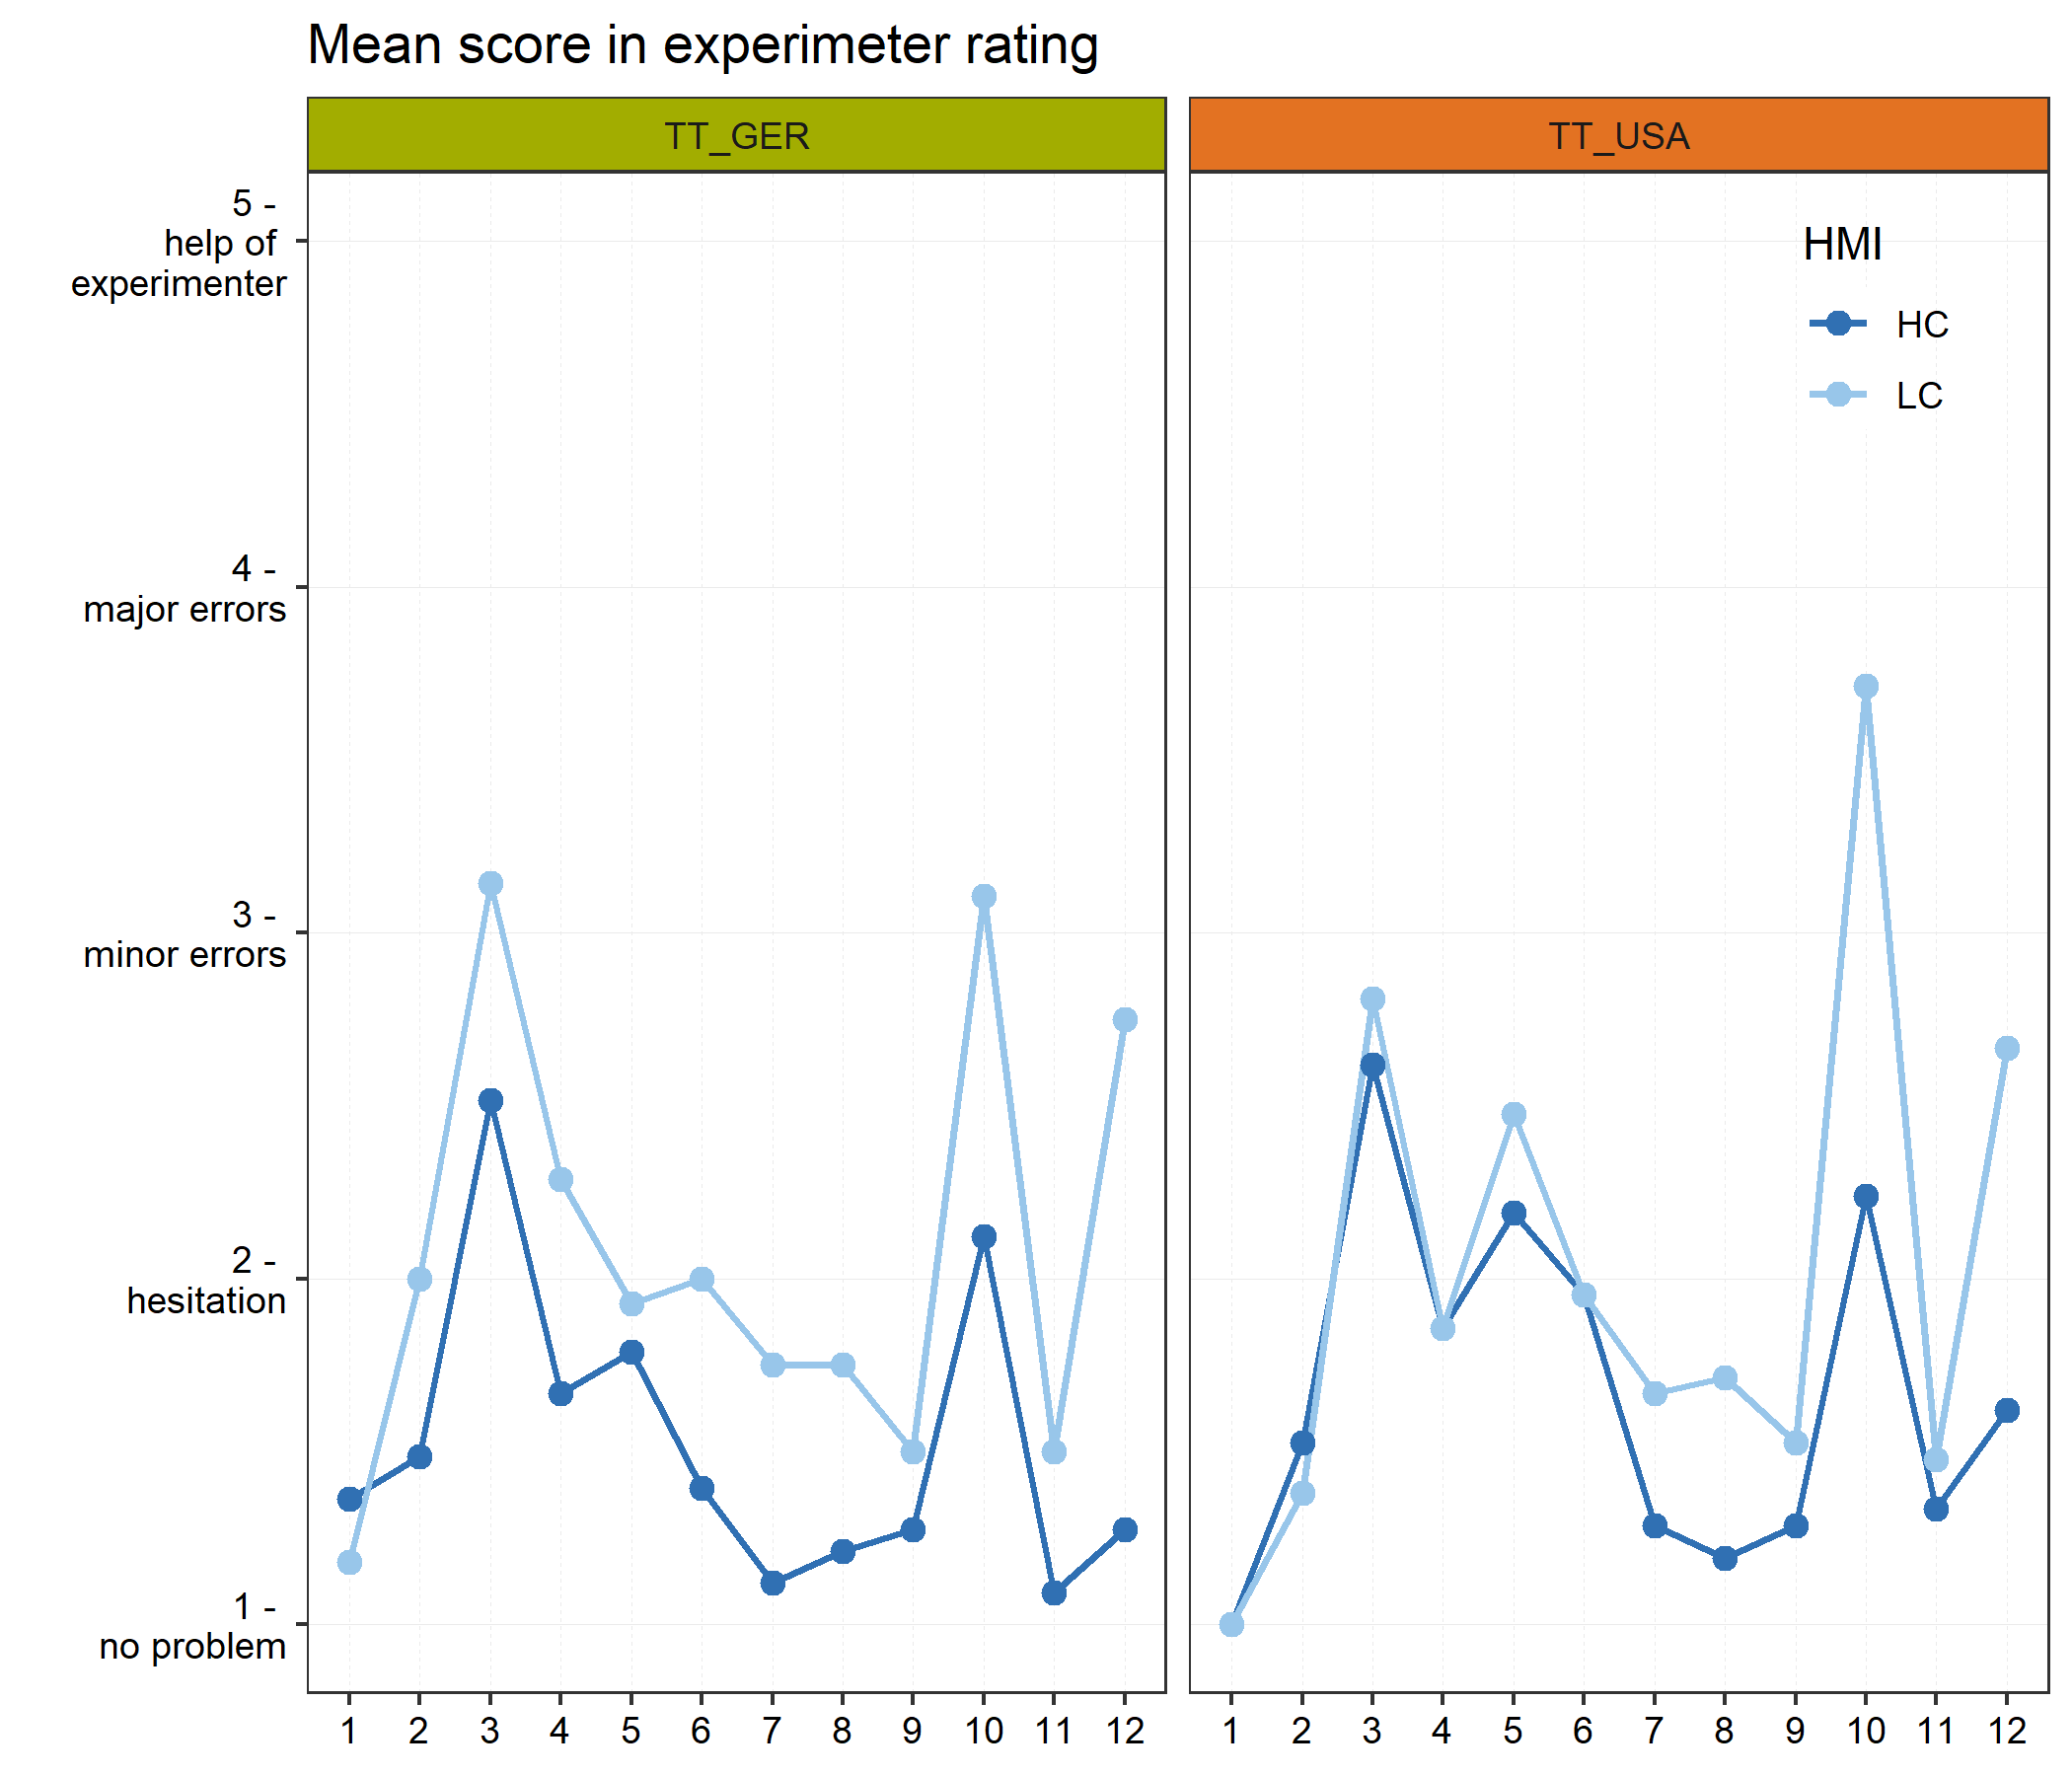 Mean score in experimeter rating
TT_GER
TT_USA
5 -
help of
experimenter
4 -
major errors
3 -
minor errors
2 -
hesitation
1 -
no problem
HMI
HC
LC
1 2 3 4 5 6 7 8 9 10 11 12
1 2 3 4 5 6 7 8 9 10 11 12